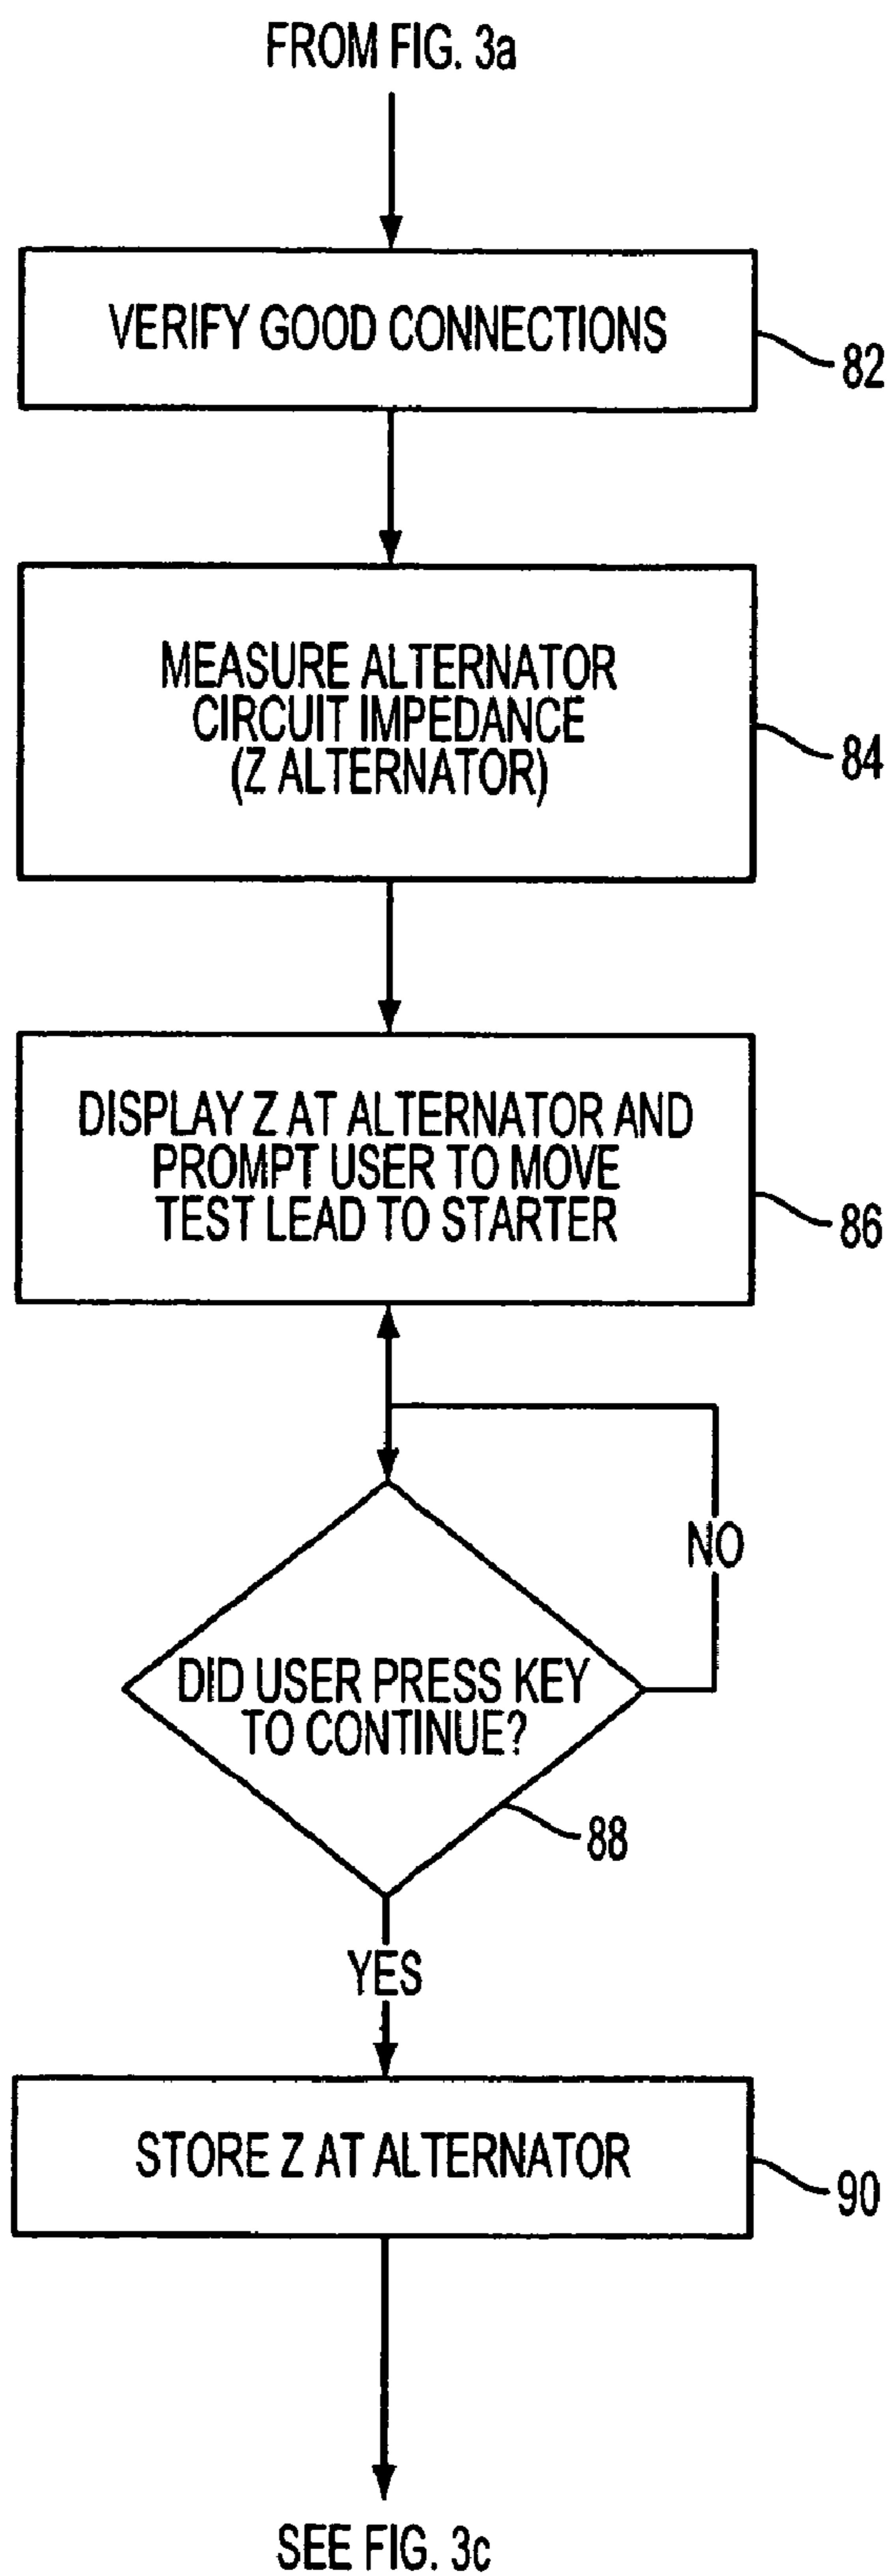 FROM FIG. 3a
VERIFY GOOD CONNECTIONS
82
MEASURE ALTERNATOR
CIRCUIT IMPEDANCE
(Z ALTERNATOR)
84
DISPLAY Z AT ALTERNATOR AND
PROMPT USER TO MOVE
TEST LEAD TO STARTER
86
NO
DID USER PRESS KEY
TO CONTINUE?
88
YES
STORE Z AT ALTERNATOR
90
SEE FIG. 3c